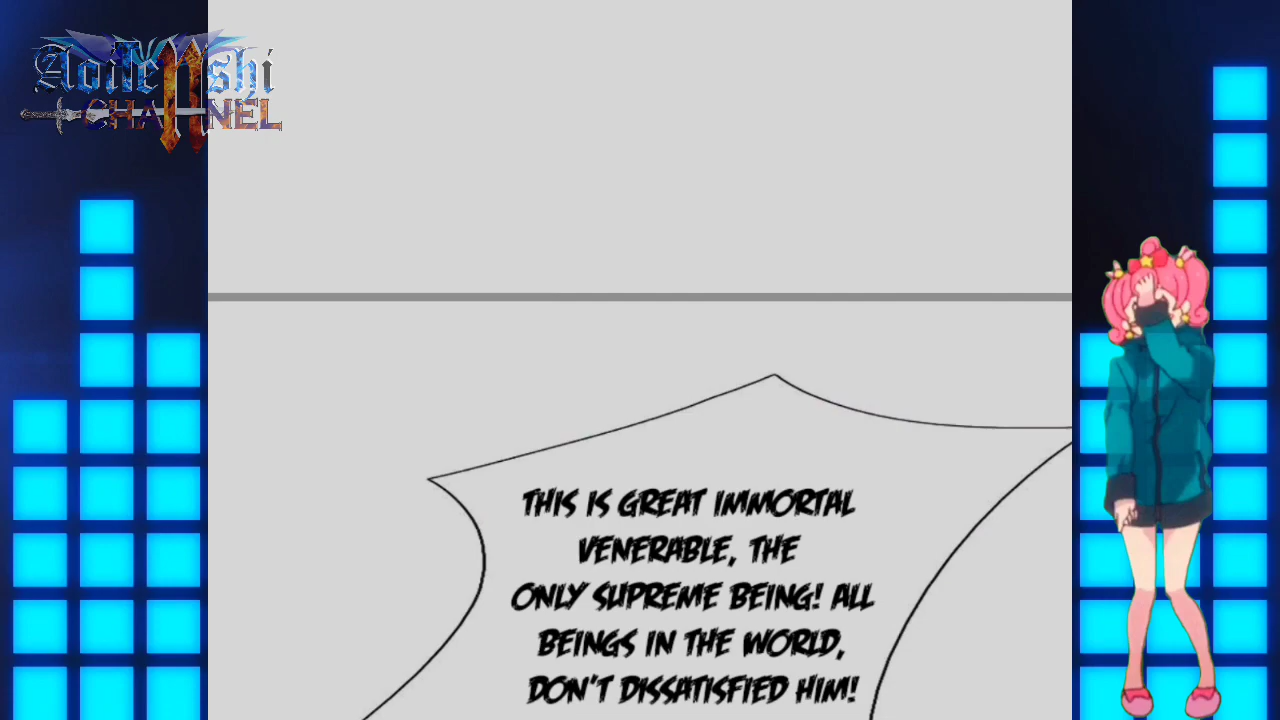 AoiTenshi
CHANNEL
THIS IS GREAT IMMORTAL
VENERABLE, THE
ONLY SUPREME BEING! ALL
BEINGS IN THE WORLD,
DON'T DISSATISFIED HIM!